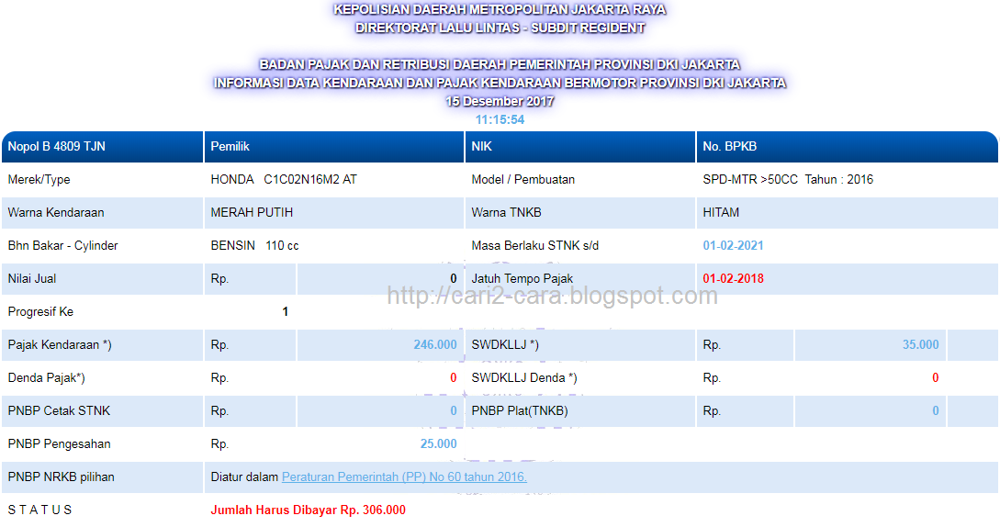 KEPOLISIAN DAERAH METROPOLITAN JAKARTA RAYA
DIREKTORAT LALU LINTAS - SUBDIT REGIDENT
BADAN PAJAK DAN RETRIBUSI DAERAH PEMERINTAH PROVINSI DKI JAKARTA
INFORMASI DATA KENDARAAN DAN PAJAK KENDARAAN BERMOTOR PROVINSI DKI JAKARTA
15 Desember 2017
11:15:54
Nopol B 4809 TJN Pemilik NIK No. BPKB
Merek/Type HONDA C1C02N16M2 AT Model / Pembuatan SPD-MTR >50CC Tahun : 2016
Warna Kendaraan MERAH PUTIH Warna TNKB HITAM
Bhn Bakar - Cylinder BENSIN 110 cc Masa Berlaku STNK s/d 01-02-2021
Nilai Jual Rp. 0 Jatuh Tempo Pajak 01-02-2018
http://cari2-cara.blogspot.com
Progresif Ke 1
Pajak Kendaraan *) Rp. 246.000 SWDKLLJ *) Rp. 35.000
Denda Pajak*) Rp. 0 SWDKLLJ Denda *) Rp. 0
PNBP Cetak STNK Rp. 0 PNBP Plat(TNKB) Rp. 0
PNBP Pengesahan Rp. 25.000
PNBP NRKB pilihan Diatur dalam Peraturan Pemerintah (PP) No 60 tahun 2016.
S T A T U S Jumlah Harus Dibayar Rp. 306.000